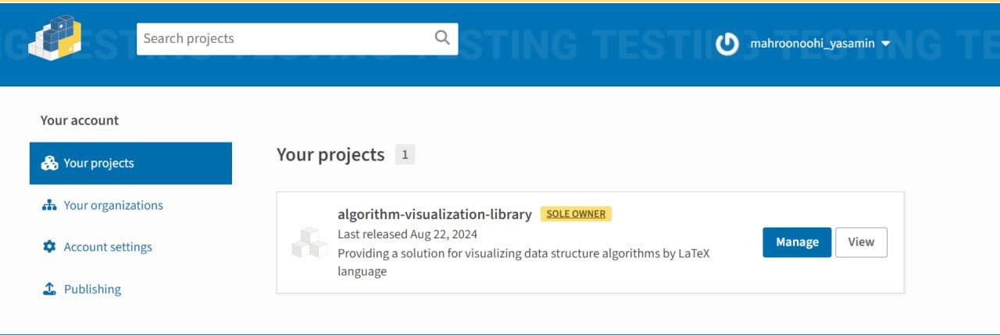 TESTING TESTING TESTING TESTING
Search projects
mahroonoohi_yasamin
Your account
Your projects
Your organizations
Account settings
Publishing
Your projects 1
algorithm-visualization-library SOLE OWNER
Last released Aug 22, 2024
Providing a solution for visualizing data structure algorithms by LaTeX
language
Manage View